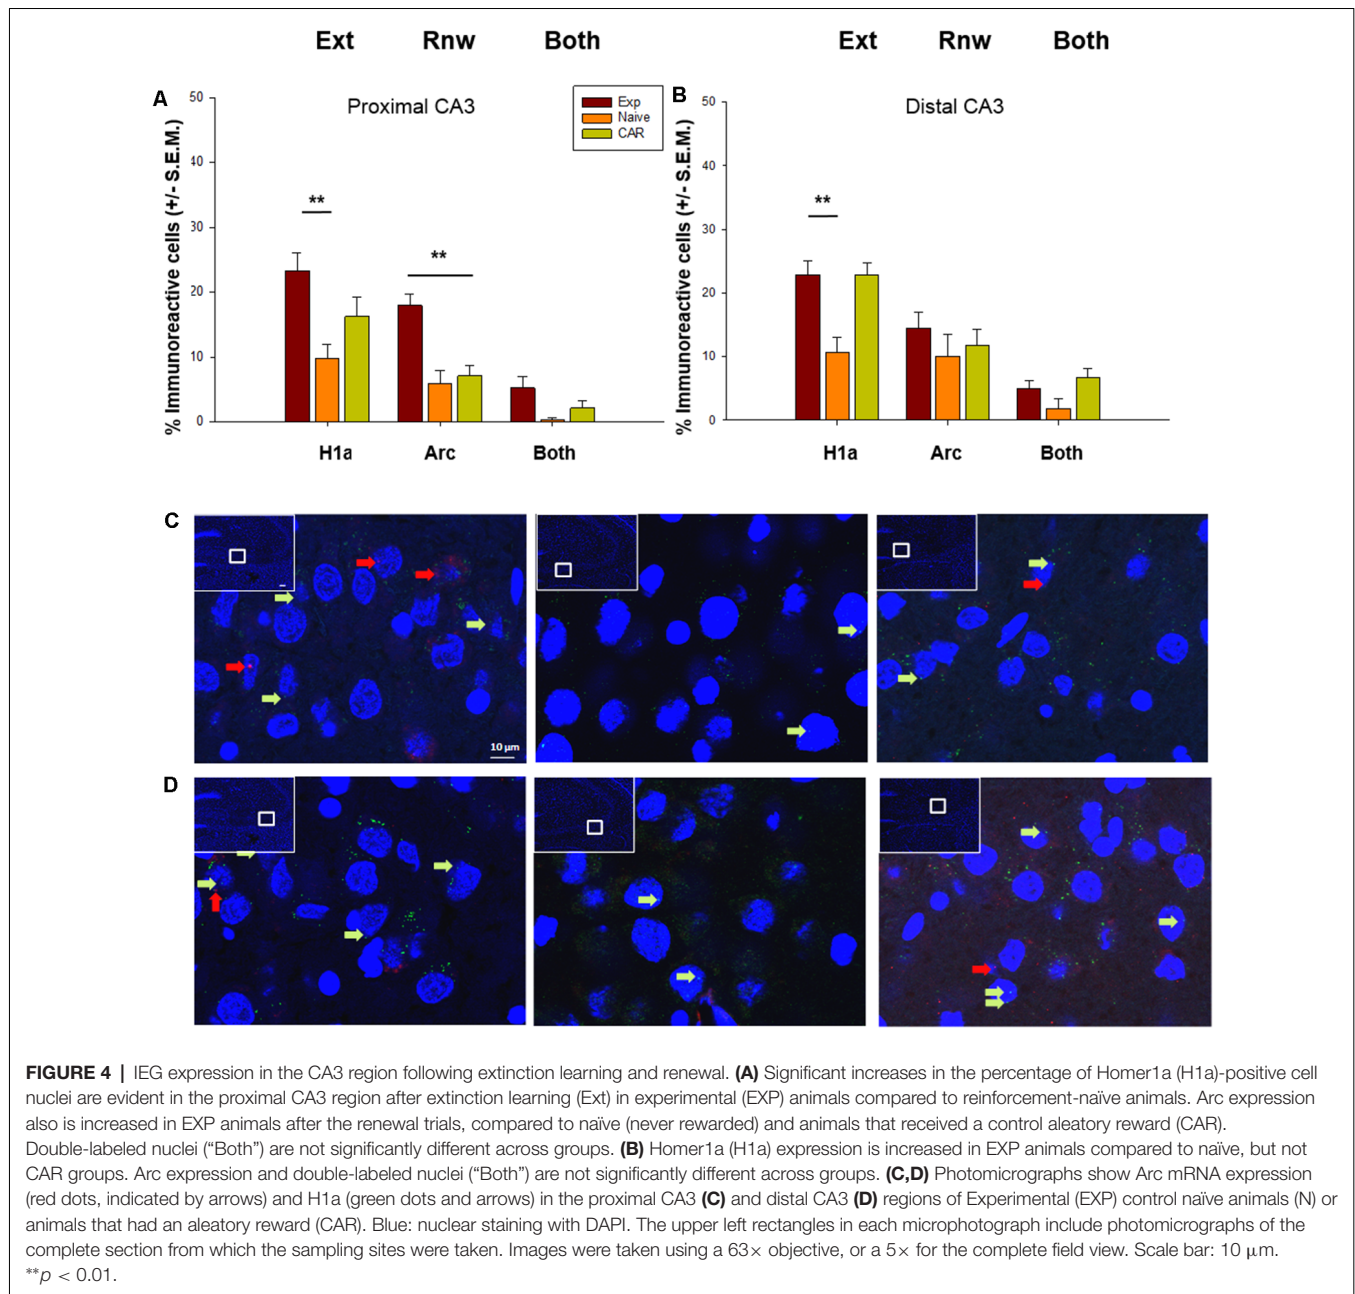 Ext Rnw Both Ext Rnw Both
A
Proximal CA3
Exp
Naive
CAR
% Immunoreactive cells (+/- S.E.M.)
50
40
30
20
10
0
**
**
H1a Arc Both
B
Distal CA3
% Immunoreactive cells (+/- S.E.M.)
50
40
30
20
10
0
**
H1a Arc Both
C
10 µm
D
FIGURE 4 | IEG expression in the CA3 region following extinction learning and renewal. (A) Significant increases in the percentage of Homer1a (H1a)-positive cell
nuclei are evident in the proximal CA3 region after extinction learning (Ext) in experimental (EXP) animals compared to reinforcement-naïve animals. Arc expression
also is increased in EXP animals after the renewal trials, compared to naïve (never rewarded) and animals that received a control aleatory reward (CAR).
Double-labeled nuclei (“Both”) are not significantly different across groups. (B) Homer1a (H1a) expression is increased in EXP animals compared to naïve, but not
CAR groups. Arc expression and double-labeled nuclei (“Both”) are not significantly different across groups. (C,D) Photomicrographs show Arc mRNA expression
(red dots, indicated by arrows) and H1a (green dots and arrows) in the proximal CA3 (C) and distal CA3 (D) regions of Experimental (EXP) control naïve animals (N) or
animals that had an aleatory reward (CAR). Blue: nuclear staining with DAPI. The upper left rectangles in each microphotograph include photomicrographs of the
complete section from which the sampling sites were taken. Images were taken using a 63× objective, or a 5× for the complete field view. Scale bar: 10 µm.
**p < 0.01.